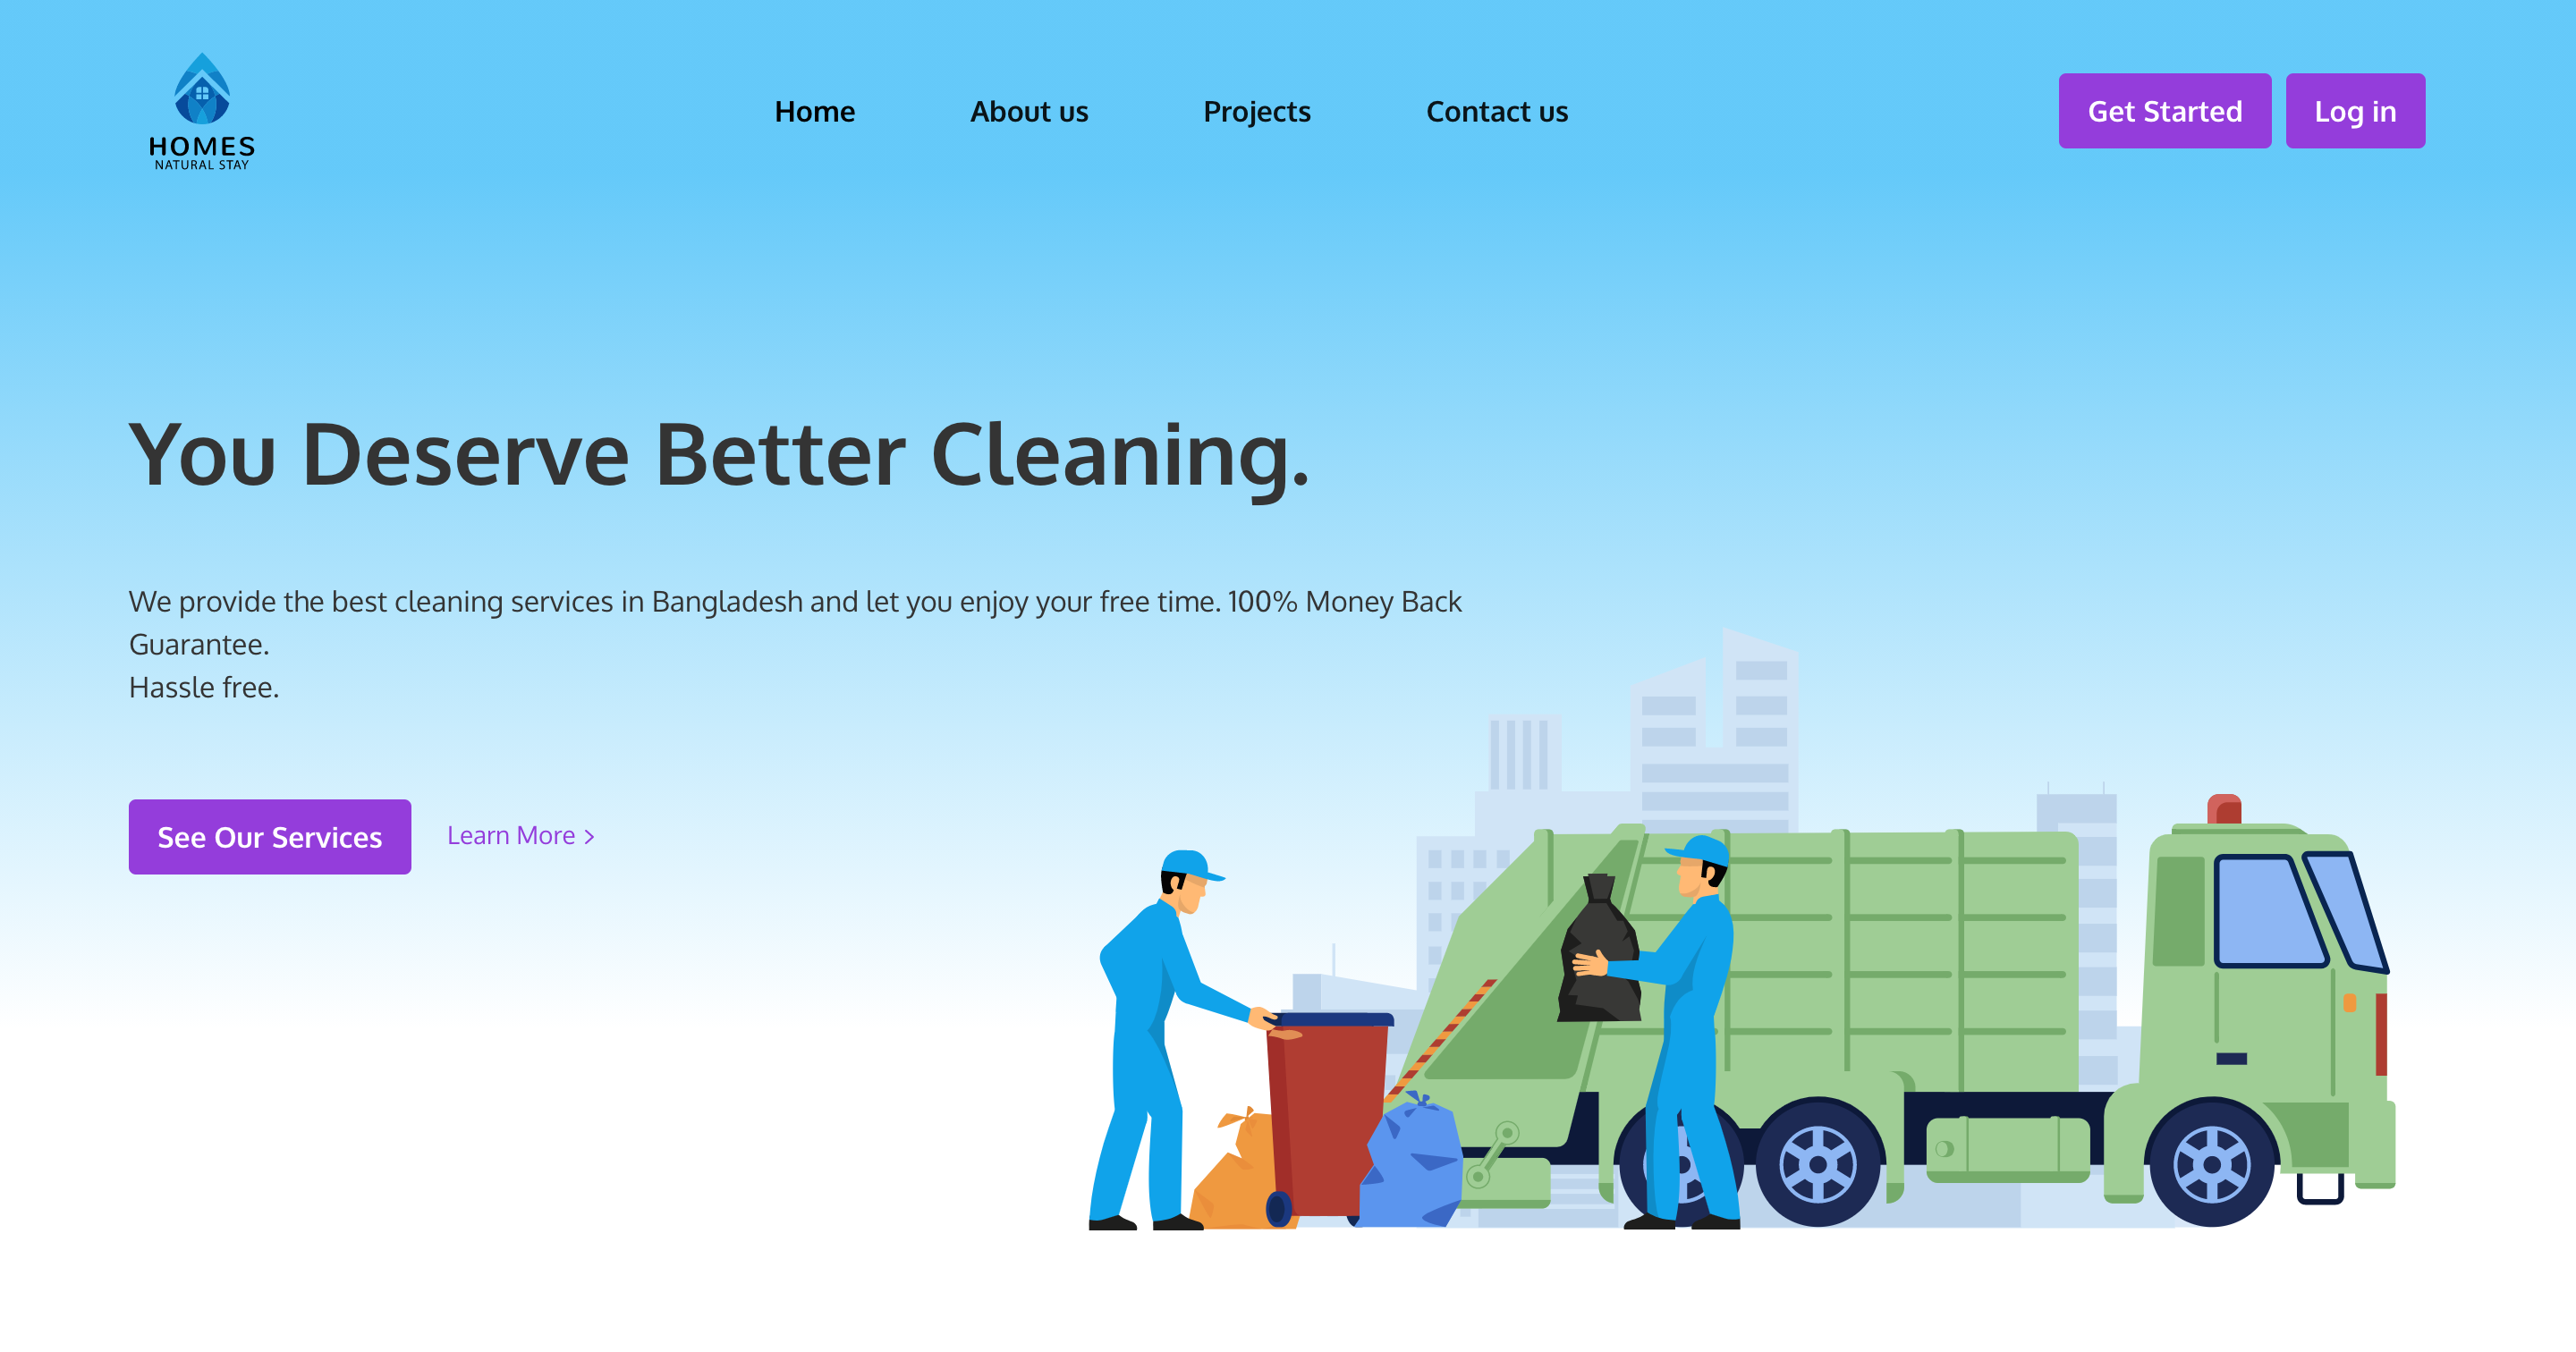 HOMES
NATURAL STAY
Home
About us
Projects
Contact us
Get Started
Log in
You Deserve Better Cleaning.
We provide the best cleaning services in Bangladesh and let you enjoy your free time. 100% Money Back
Guarantee.
Hassle free.
See Our Services
Learn More >